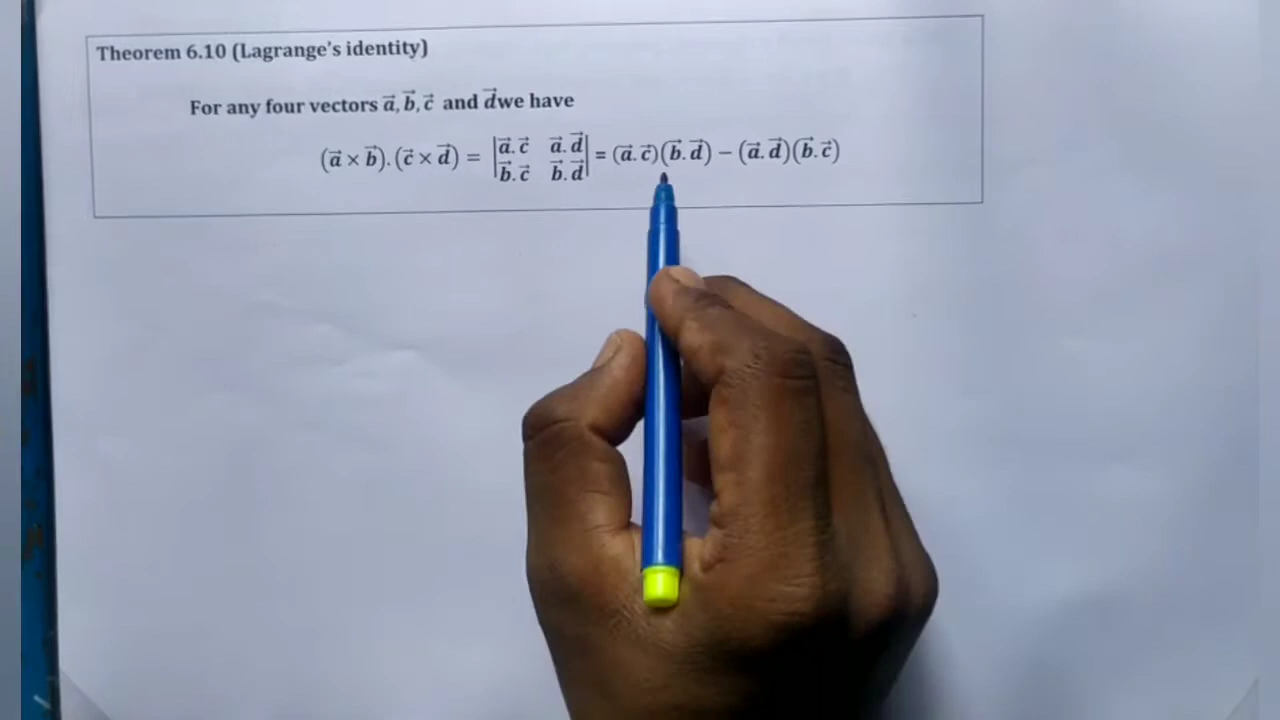 Theorem 6.10 (Lagrange's identity)
For any four vectors a⃗, b⃗, c⃗ and d⃗we have
(a⃗ × b⃗).(c⃗ × d⃗) = |a⃗.c⃗ a⃗.d⃗| = (a⃗.c⃗)(b⃗.d⃗) − (a⃗.d⃗)(b⃗.c⃗)
|b⃗.c⃗ b⃗.d⃗|